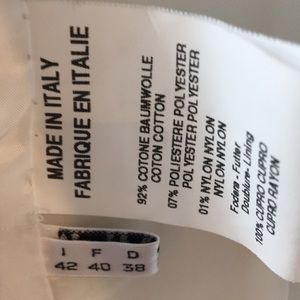 MADE IN ITALY
FABRIQUE EN ITALIE
92% COTONE BAUMWOLLE
COTON COTTON
07% POLIESTERE POLYESTER
POLYESTER POLYESTER
01% NYLON NYLON
NYLON NYLON
Fodera - Futter
Doublure - Lining
100% CUPRO CUPRO
CUPRO RAYON
I F D
42 40 38